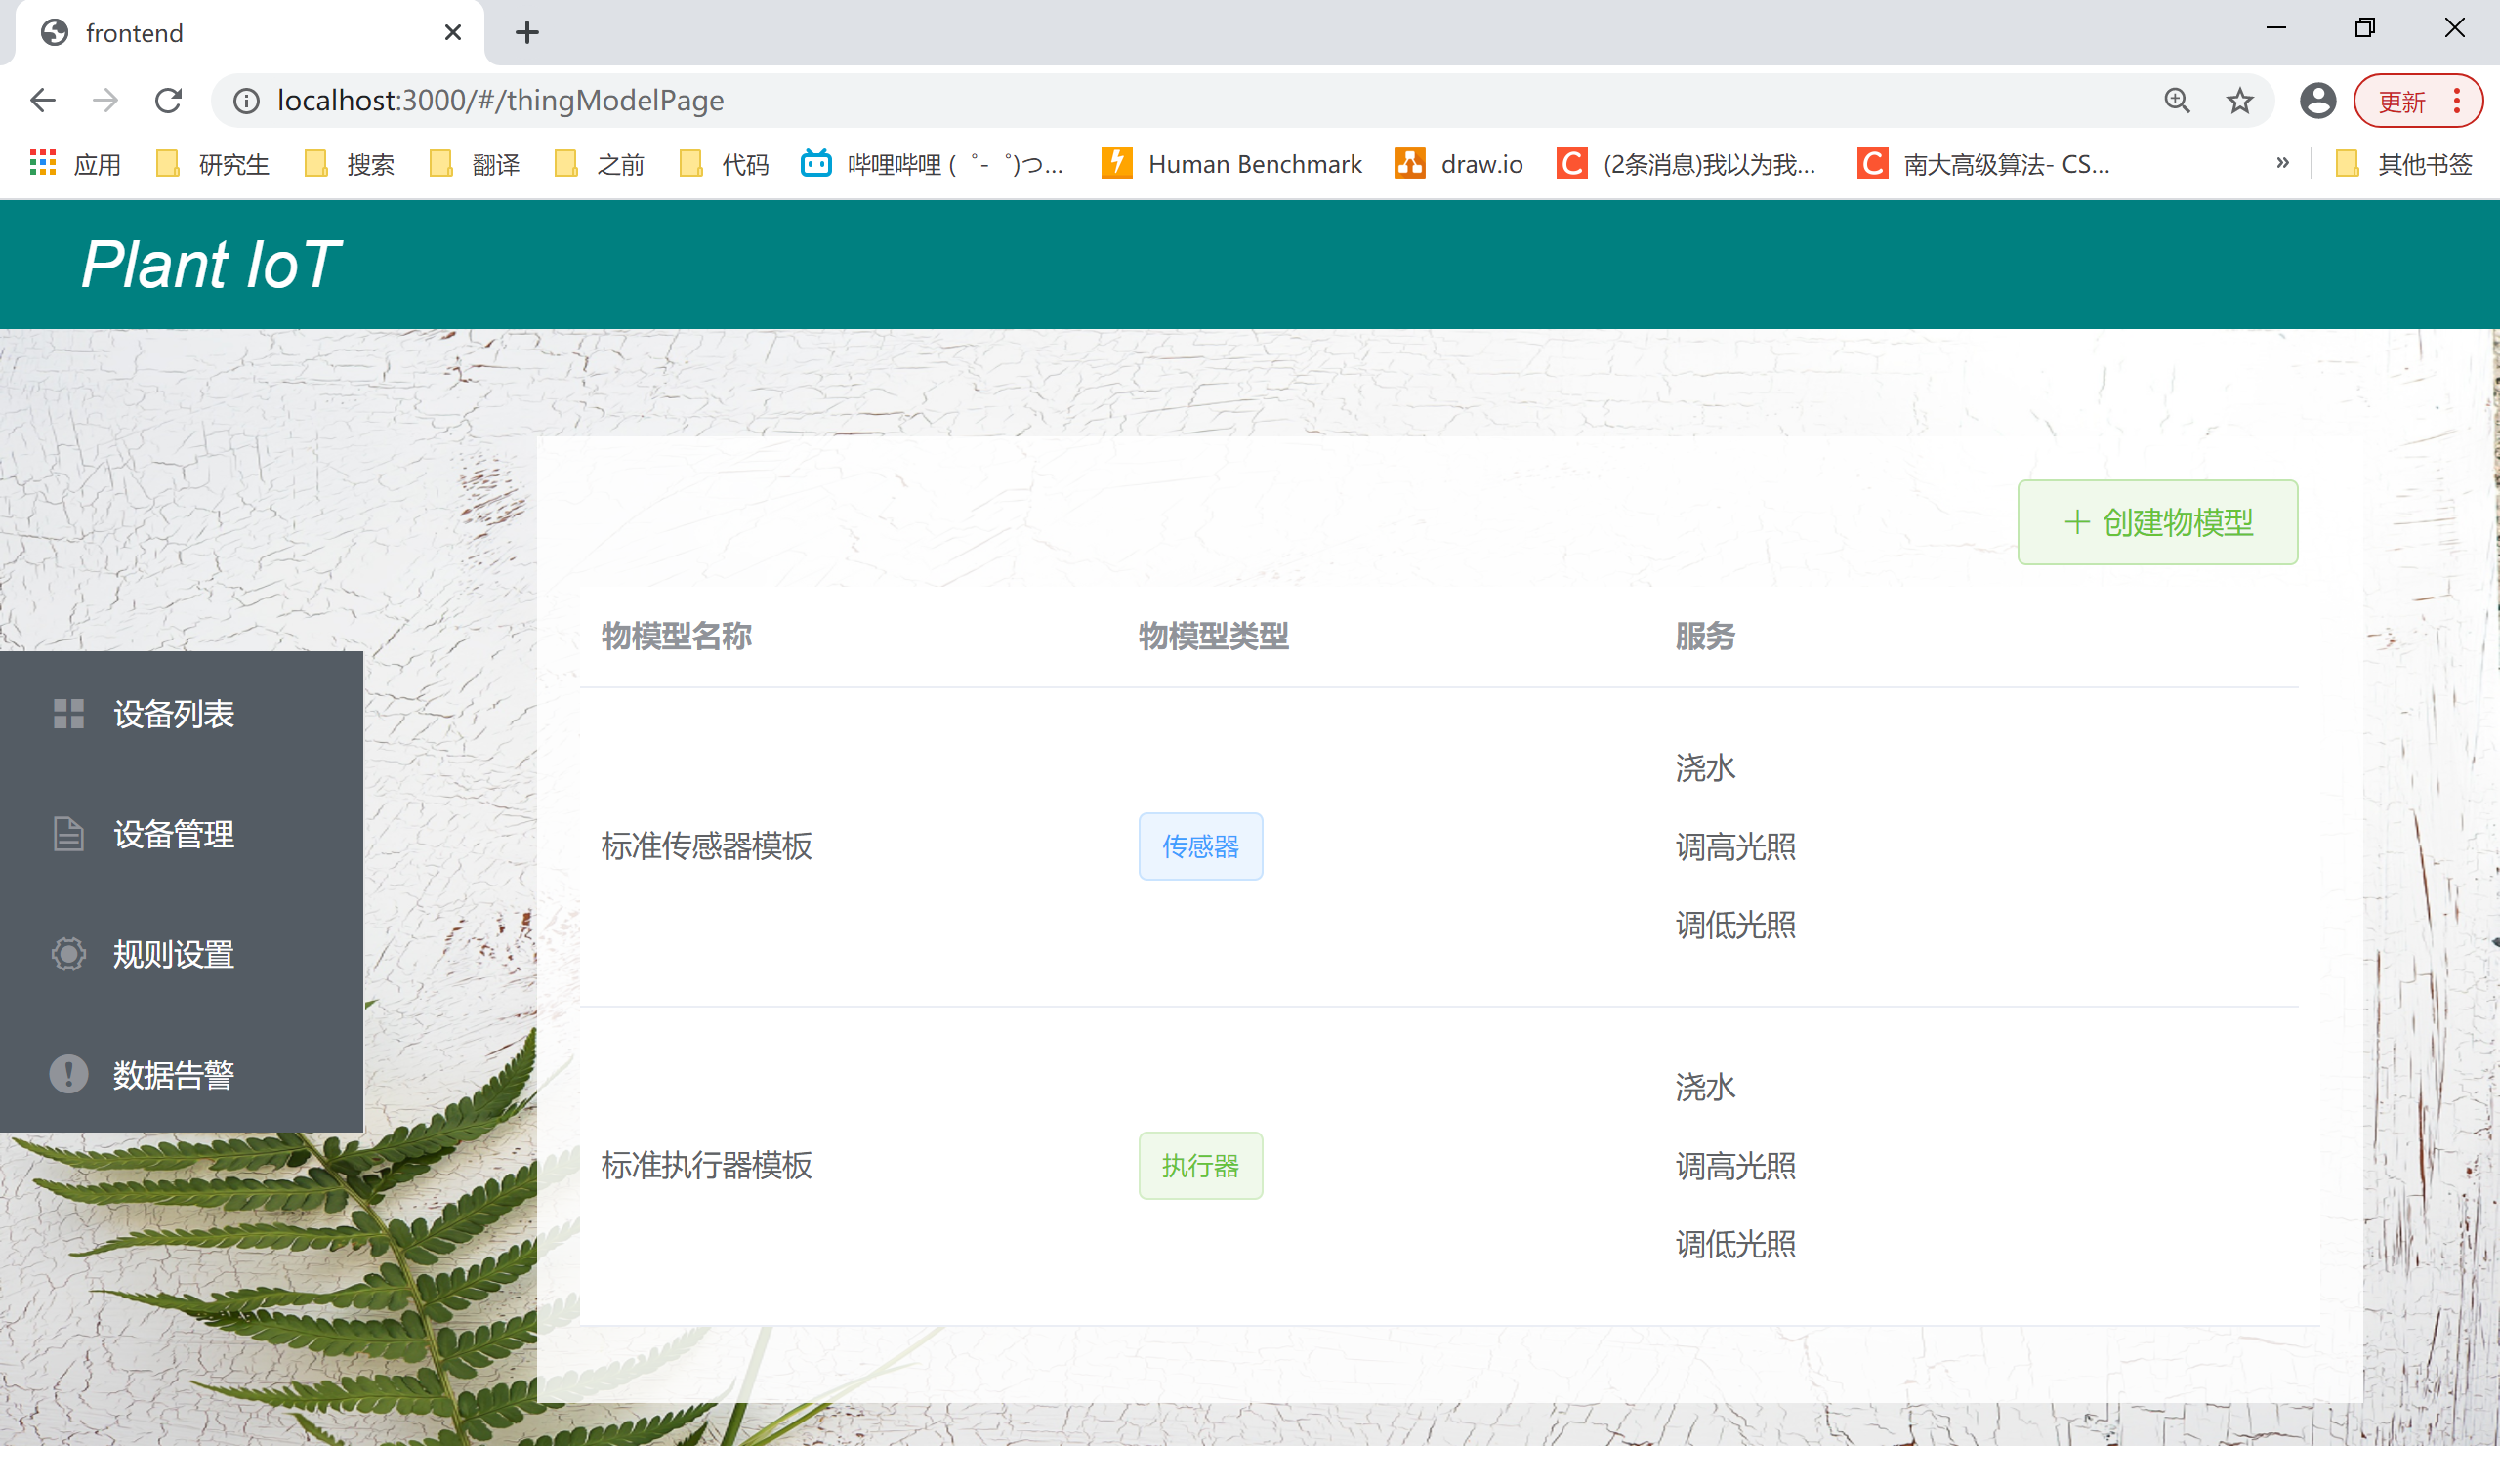 frontend
localhost:3000/#/thingModelPage
更新
应用 研究生 搜索 翻译 之前 代码 哔哩哔哩 (゜-゜)つ... Human Benchmark draw.io (2条消息)我以为我... 南大高级算法- CS... » 其他书签
Plant IoT
创建物模型
物模型名称 物模型类型 服务
设备列表
设备管理
规则设置
数据告警
标准传感器模板 传感器
浇水
调高光照
调低光照
标准执行器模板 执行器
浇水
调高光照
调低光照